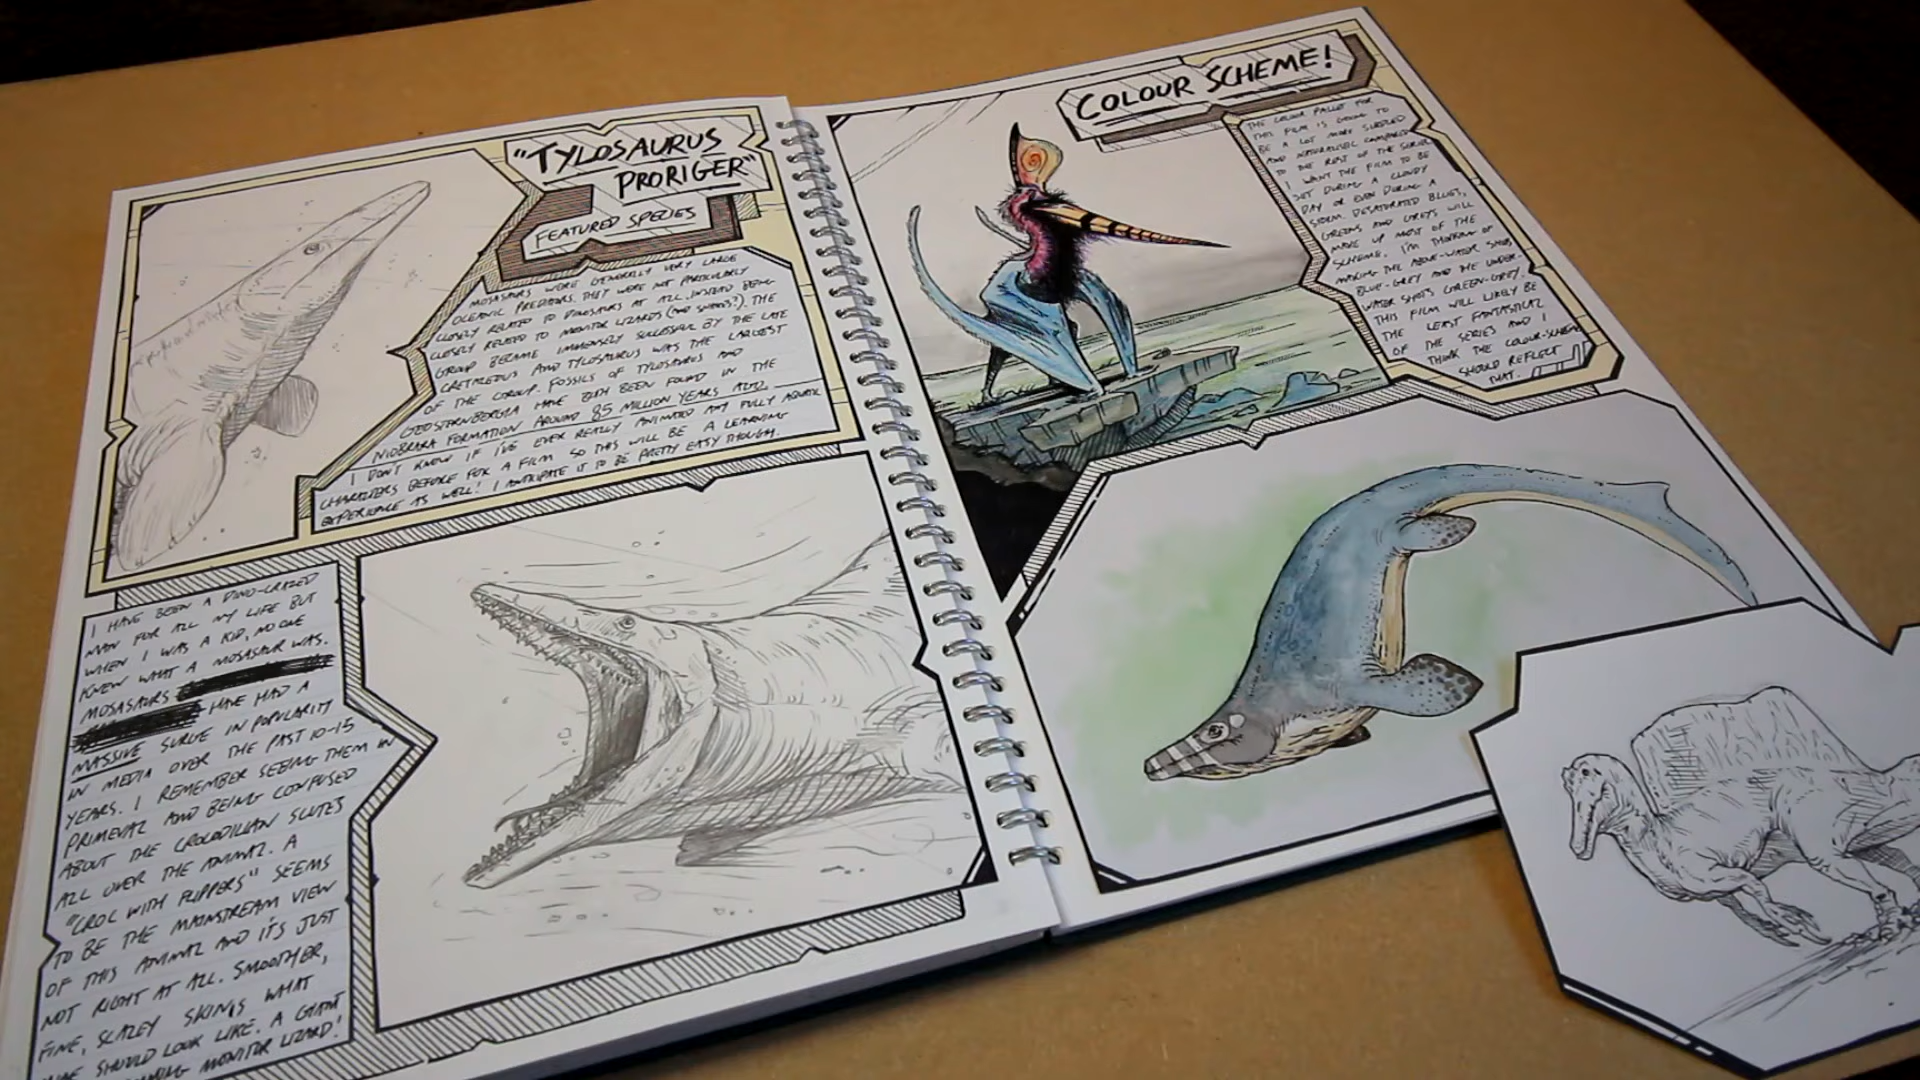 "TYLOSAURUS
PRORIGER"
FEATURED SPECIES
MOSASAURS WERE GENERALLY VERY LARGE
OCEANIC PREDATORS. THEY WERE NOT PARTICULARLY
CLOSELY RELATED TO DINOSAURS AT ALL, INSTEAD BEING
CLOSELY RELATED TO MONITOR LIZARDS (AND SNAKES?). THE
GROUP BECAME IMMENSELY SUCCESSFUL BY THE LATE
CRETACEOUS AND TYLOSAURUS WAS THE LARGEST
OF THE GROUP. FOSSILS OF TYLOSAURUS AND
GEOSTERNBERGIA HAVE BOTH BEEN FOUND IN THE
NIOBRARA FORMATION AROUND 85 MILLION YEARS AGO.
I DON'T KNOW IF I'VE EVER REALLY ANIMATED ANY FULLY AQUATIC
CHARACTERS BEFORE FOR A FILM SO THIS WILL BE A LEARNING
EXPERIENCE AS WELL! I ANTICIPATE IT TO BE PRETTY EASY THOUGH.
I HAVE BEEN A DINO-CRAZED
MAN FOR ALL MY LIFE BUT
WHEN I WAS A KID, NO ONE
KNEW WHAT A MOSASAUR WAS.
MOSASAURS
HAVE HAD A
MASSIVE SURGE IN POPULARITY
IN MEDIA OVER THE PAST 10-15
YEARS. I REMEMBER SEEING THEM IN
PRIMEVAL AND BEING CONFUSED
ABOUT THE CROCODILIAN SCUTES
ALL OVER THE ANIMAL. A
"CROC WITH FLIPPERS" SEEMS
TO BE THE MAINSTREAM VIEW
OF THIS ANIMAL AND IT'S JUST
NOT RIGHT AT ALL. SMOOTHER,
FINE, SCALEY SKIN IS WHAT
SHOULD LOOK LIKE. A GIANT
MONITOR LIZARD!
COLOUR SCHEME!
THE COLOUR PALLET FOR
THIS FILM IS GOING TO
BE A LOT MORE SUBDUED
AND NATURALISTIC COMPARED
TO THE REST OF THE SERIES.
I WANT THE FILM TO BE
SET DURING A CLOUDY
DAY OR EVEN DURING A
STORM. DESATURATED BLUES,
GREENS AND GREYS WILL
MAKE UP MOST OF THE
SCHEME. I'M THINKING OF
MAKING THE ABOVE-WATER SHOTS
BLUE-GREY AND THE UNDER-
WATER SHOTS GREEN-GREY.
THIS FILM WILL LIKELY BE
THE LEAST FANTASTICAL
OF THE SERIES AND I
THINK THE COLOUR-SCHEME
SHOULD REFLECT
THAT.